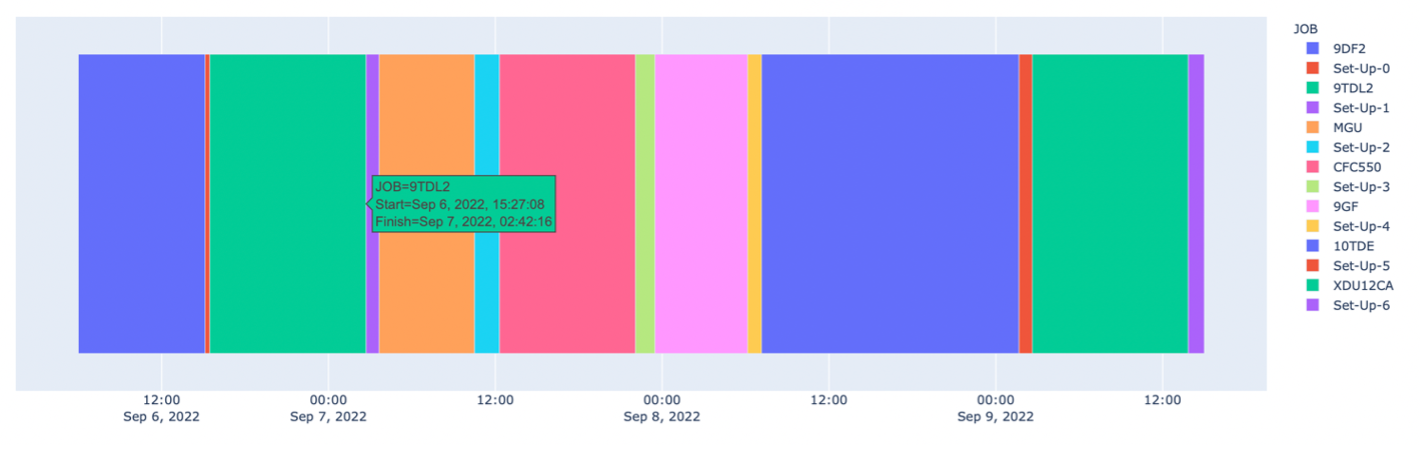 JOB
9DF2
Set-Up-0
9TDL2
Set-Up-1
MGU
Set-Up-2
CFC550
Set-Up-3
9GF
Set-Up-4
10TDE
Set-Up-5
XDU12CA
Set-Up-6
JOB=9TDL2
Start=Sep 6, 2022, 15:27:08
Finish=Sep 7, 2022, 02:42:16
12:00 00:00 12:00 00:00 12:00 00:00 12:00
Sep 6, 2022 Sep 7, 2022 Sep 8, 2022 Sep 9, 2022